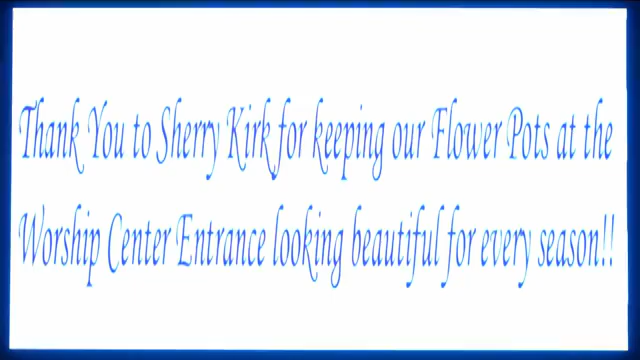 Thank You to Sherry Kirk for keeping our Flower Pots at the
Worship Center Entrance looking beautiful for every season!!